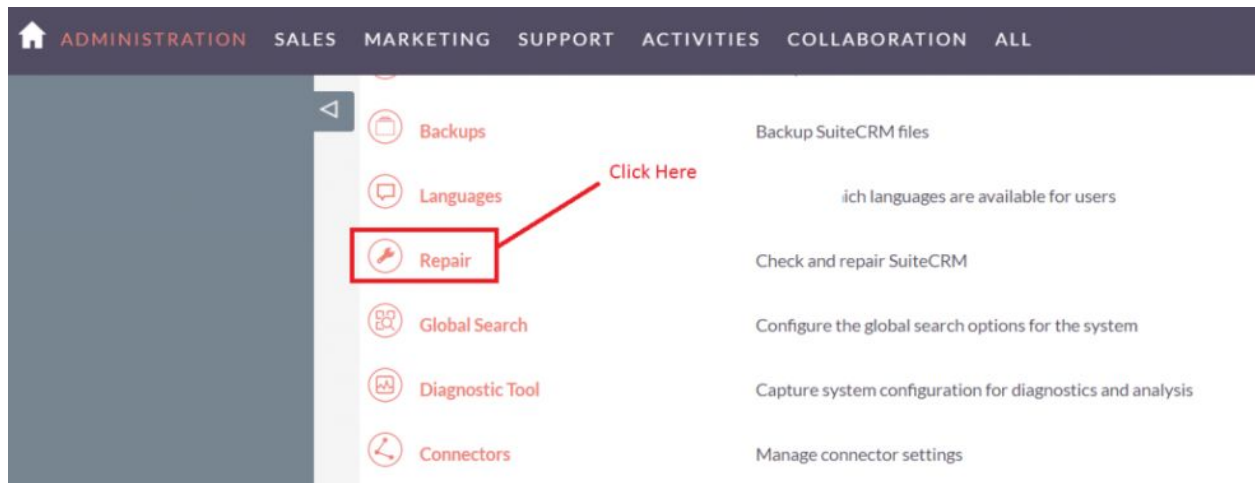 ADMINISTRATION SALES MARKETING SUPPORT ACTIVITIES COLLABORATION ALL
Backups Backup SuiteCRM files
Click Here
Languages languages are available for users
Repair Check and repair SuiteCRM
Global Search Configure the global search options for the system
Diagnostic Tool Capture system configuration for diagnostics and analysis
Connectors Manage connector settings